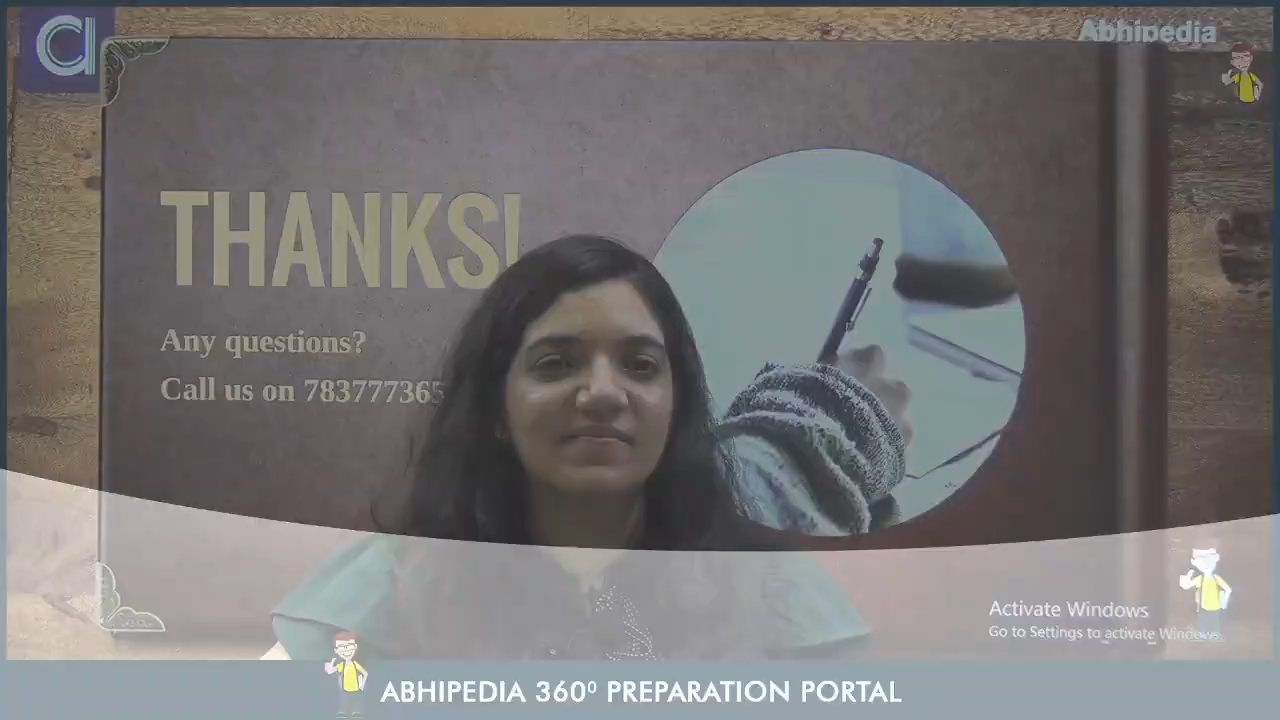 Abhipedia
THANKS!
Any questions?
Call us on 783777365
Activate Windows
Go to Settings to activate Windows.
ABHIPEDIA 360⁰ PREPARATION PORTAL